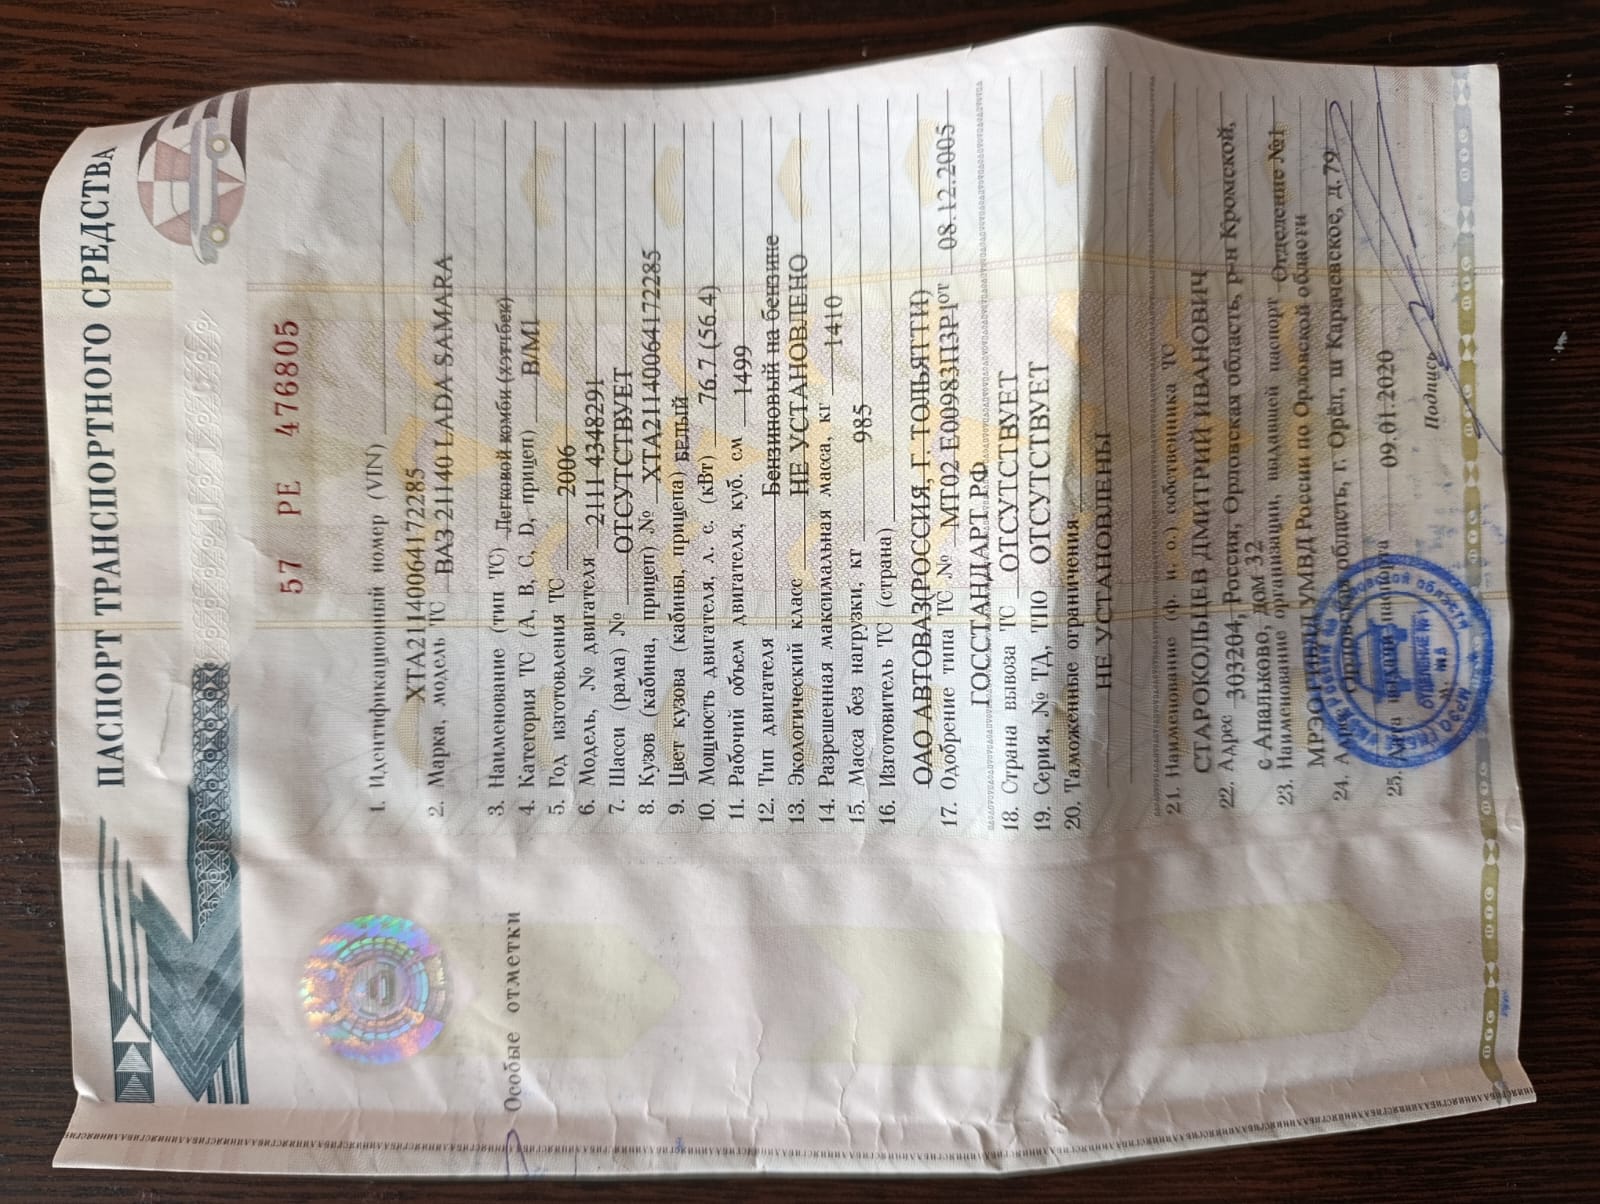 ПАСПОРТ ТРАНСПОРТНОГО СРЕДСТВА
57 РЕ 476805
1. Идентификационный номер (VIN)
XTA21140064172285
2. Марка, модель ТС ВАЗ 21140 LADA SAMARA
3. Наименование (тип ТС) Легковой комби (хэтчбек)
4. Категория ТС (A, B, C, D, прицеп) B/M1
5. Год изготовления ТС 2006
6. Модель, № двигателя 2111 4348291
7. Шасси (рама) № ОТСУТСТВУЕТ
8. Кузов (кабина, прицеп) № XTA21140064172285
9. Цвет кузова (кабины, прицепа) БЕЛЫЙ
10. Мощность двигателя, л. с. (кВт) 76.7 (56.4)
11. Рабочий объем двигателя, куб. см 1499
12. Тип двигателя Бензиновый на бензине
13. Экологический класс НЕ УСТАНОВЛЕНО
14. Разрешенная максимальная масса, кг 1410
15. Масса без нагрузки, кг 985
16. Изготовитель ТС (страна)
ОАО АВТОВАЗ(РОССИЯ, Г. ТОЛЬЯТТИ)
17. Одобрение типа ТС № МТ02 Е00983П3Р1 от 08.12.2005
ГОССТАНДАРТ РФ
18. Страна вывоза ТС ОТСУТСТВУЕТ
19. Серия, № ТД, ТПО ОТСУТСТВУЕТ
20. Таможенные ограничения
НЕ УСТАНОВЛЕНЫ
21. Наименование (ф. и. о.) собственника ТС
СТАРОКОЛЬЦЕВ ДМИТРИЙ ИВАНОВИЧ
22. Адрес 303204, Россия, Орловская область, р-н Кромской,
с Апальково, дом 32
23. Наименование организации, выдавшей паспорт Отделение №1
МРЭО ГИБДД УМВД России по Орловской области
24. Адрес Орловская область, г. Орёл, ш Карачевское, д.79
25. Дата выдачи паспорта 09.01.2020
Подпись
М. П.
ОТДЕЛЕНИЕ №1
Особые отметки